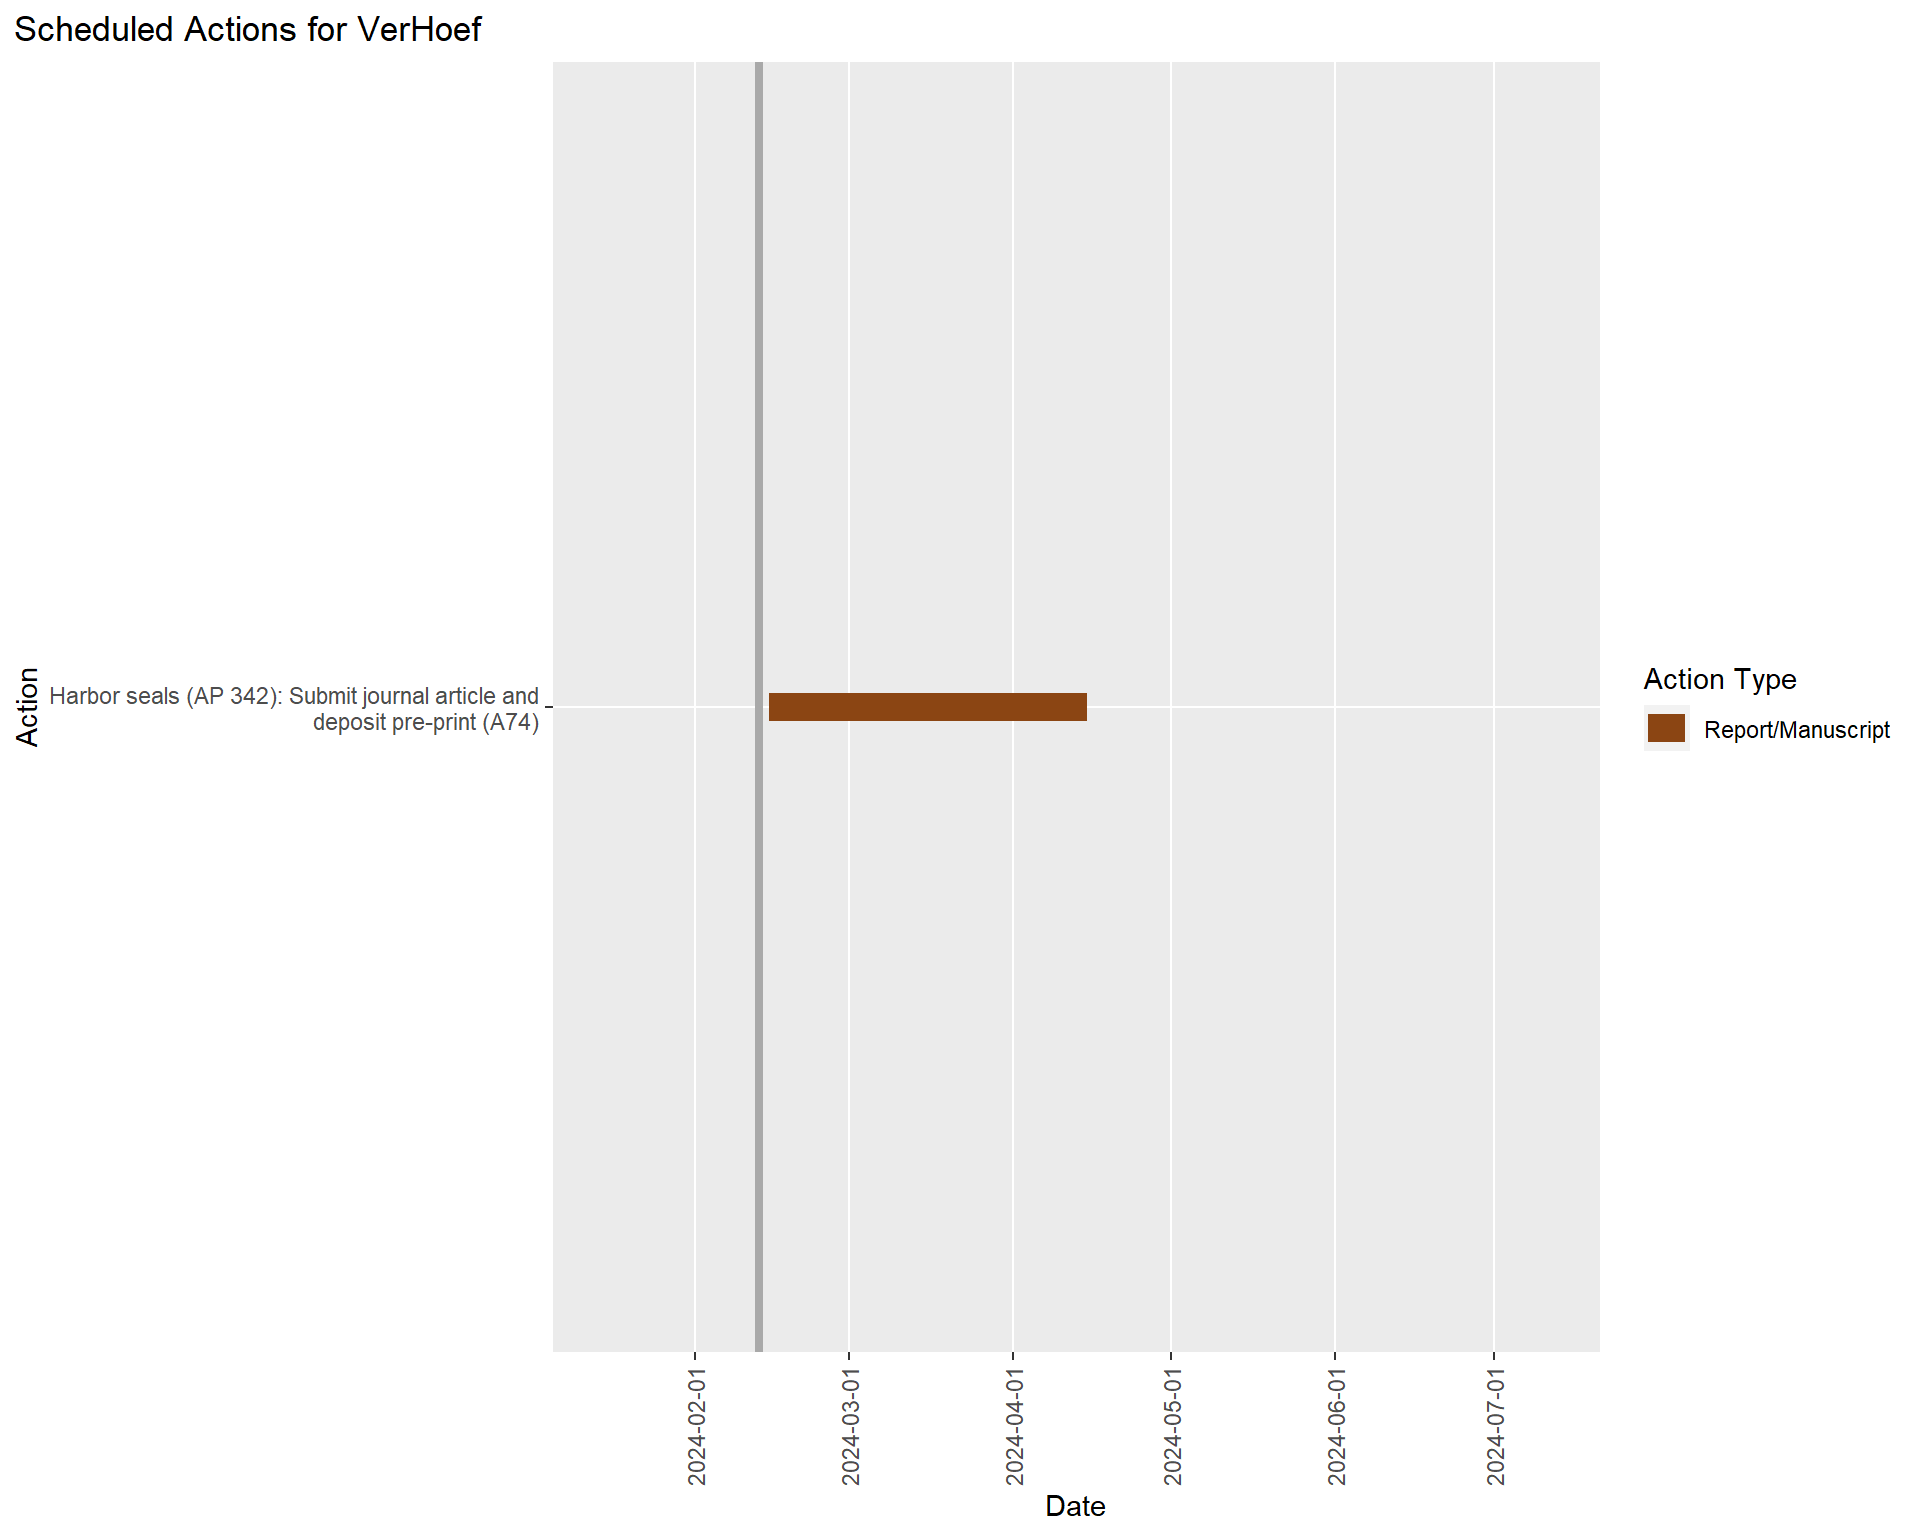 Scheduled Actions for VerHoef
Action
Harbor seals (AP 342): Submit journal article and
deposit pre-print (A74)
Action Type
Report/Manuscript
2024-02-01
2024-03-01
2024-04-01
2024-05-01
2024-06-01
2024-07-01
Date